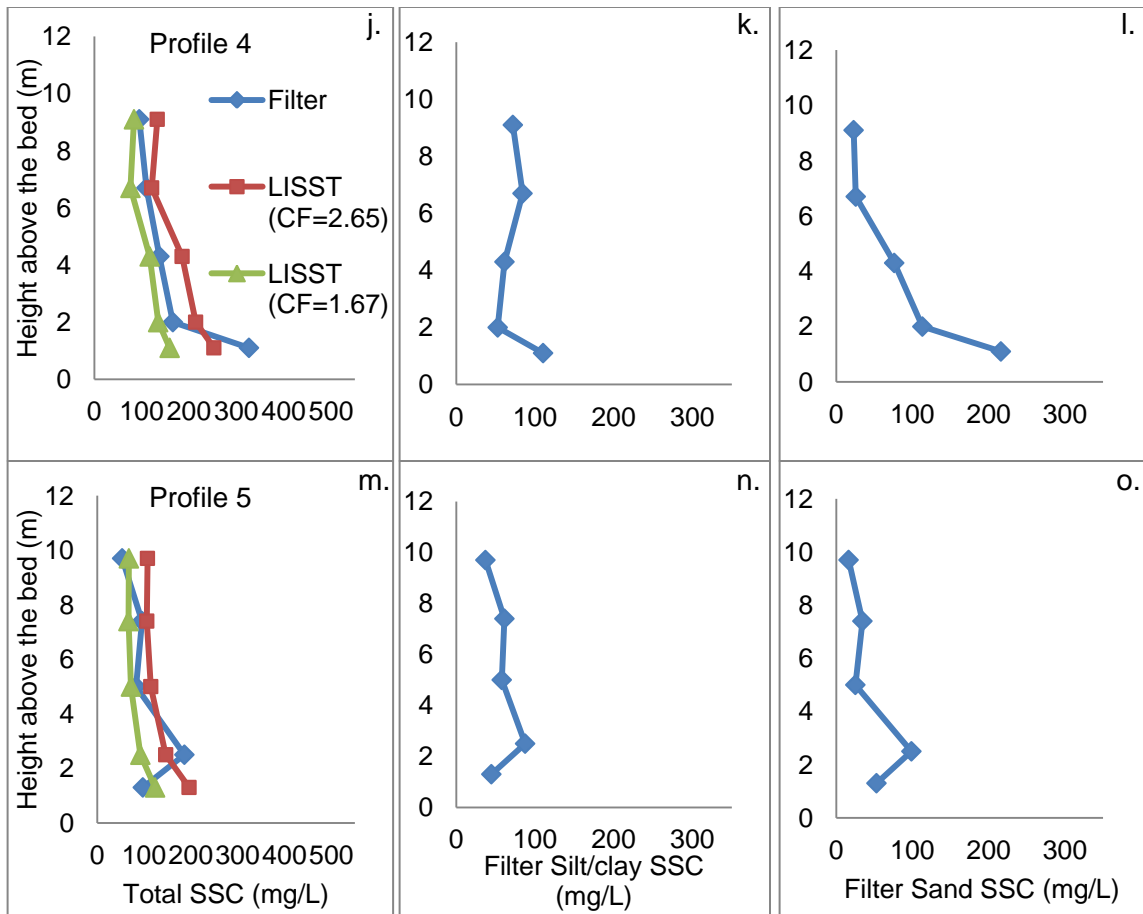 j.
Profile 4
Height above the bed (m)
12
10
8
6
4
2
0
0 100 200 300 400 500
Filter
LISST
(CF=2.65)
LISST
(CF=1.67)
k.
12
10
8
6
4
2
0
0 100 200 300
l.
12
10
8
6
4
2
0
0 100 200 300
m.
Profile 5
Height above the bed (m)
12
10
8
6
4
2
0
0 100 200 300 400 500
Total SSC (mg/L)
n.
12
10
8
6
4
2
0
0 100 200 300
Filter Silt/clay SSC
(mg/L)
o.
12
10
8
6
4
2
0
0 100 200 300
Filter Sand SSC (mg/L)